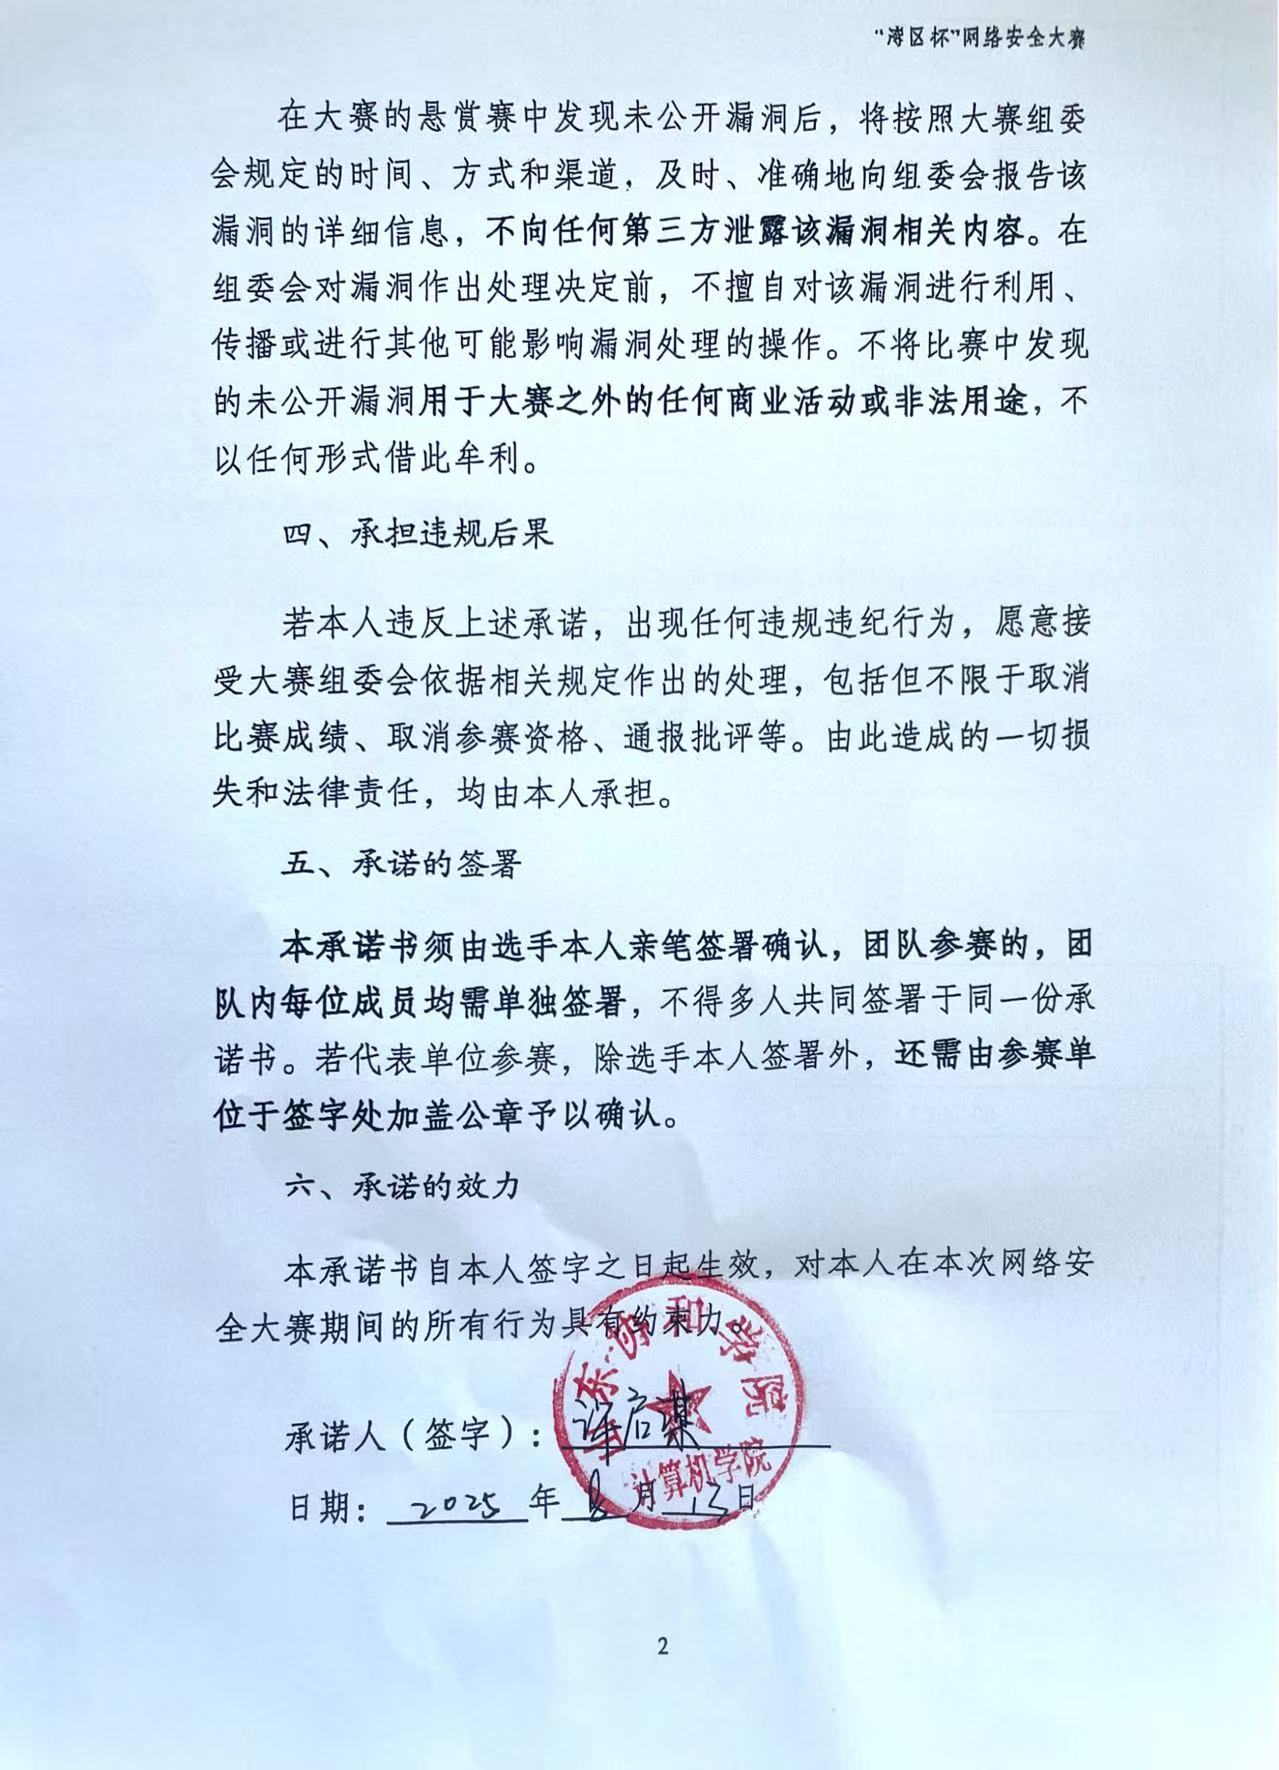 “湾区杯”网络安全大赛
在大赛的悬赏赛中发现未公开漏洞后，将按照大赛组委
会规定的时间、方式和渠道，及时、准确地向组委会报告该
漏洞的详细信息，不向任何第三方泄露该漏洞相关内容。在
组委会对漏洞作出处理决定前，不擅自对该漏洞进行利用、
传播或进行其他可能影响漏洞处理的操作。不将比赛中发现
的未公开漏洞用于大赛之外的任何商业活动或非法用途，不
以任何形式借此牟利。
四、承担违规后果
若本人违反上述承诺，出现任何违规违纪行为，愿意接
受大赛组委会依据相关规定作出的处理，包括但不限于取消
比赛成绩、取消参赛资格、通报批评等。由此造成的一切损
失和法律责任，均由本人承担。
五、承诺的签署
本承诺书须由选手本人亲笔签署确认，团队参赛的，团
队内每位成员均需单独签署，不得多人共同签署于同一份承
诺书。若代表单位参赛，除选手本人签署外，还需由参赛单
位于签字处加盖公章予以确认。
六、承诺的效力
本承诺书自本人签字之日起生效，对本人在本次网络安
全大赛期间的所有行为具有约束力。
山东协和学院
承诺人（签字）：许启谋
计算机学院
日期：2025年8月13日
2